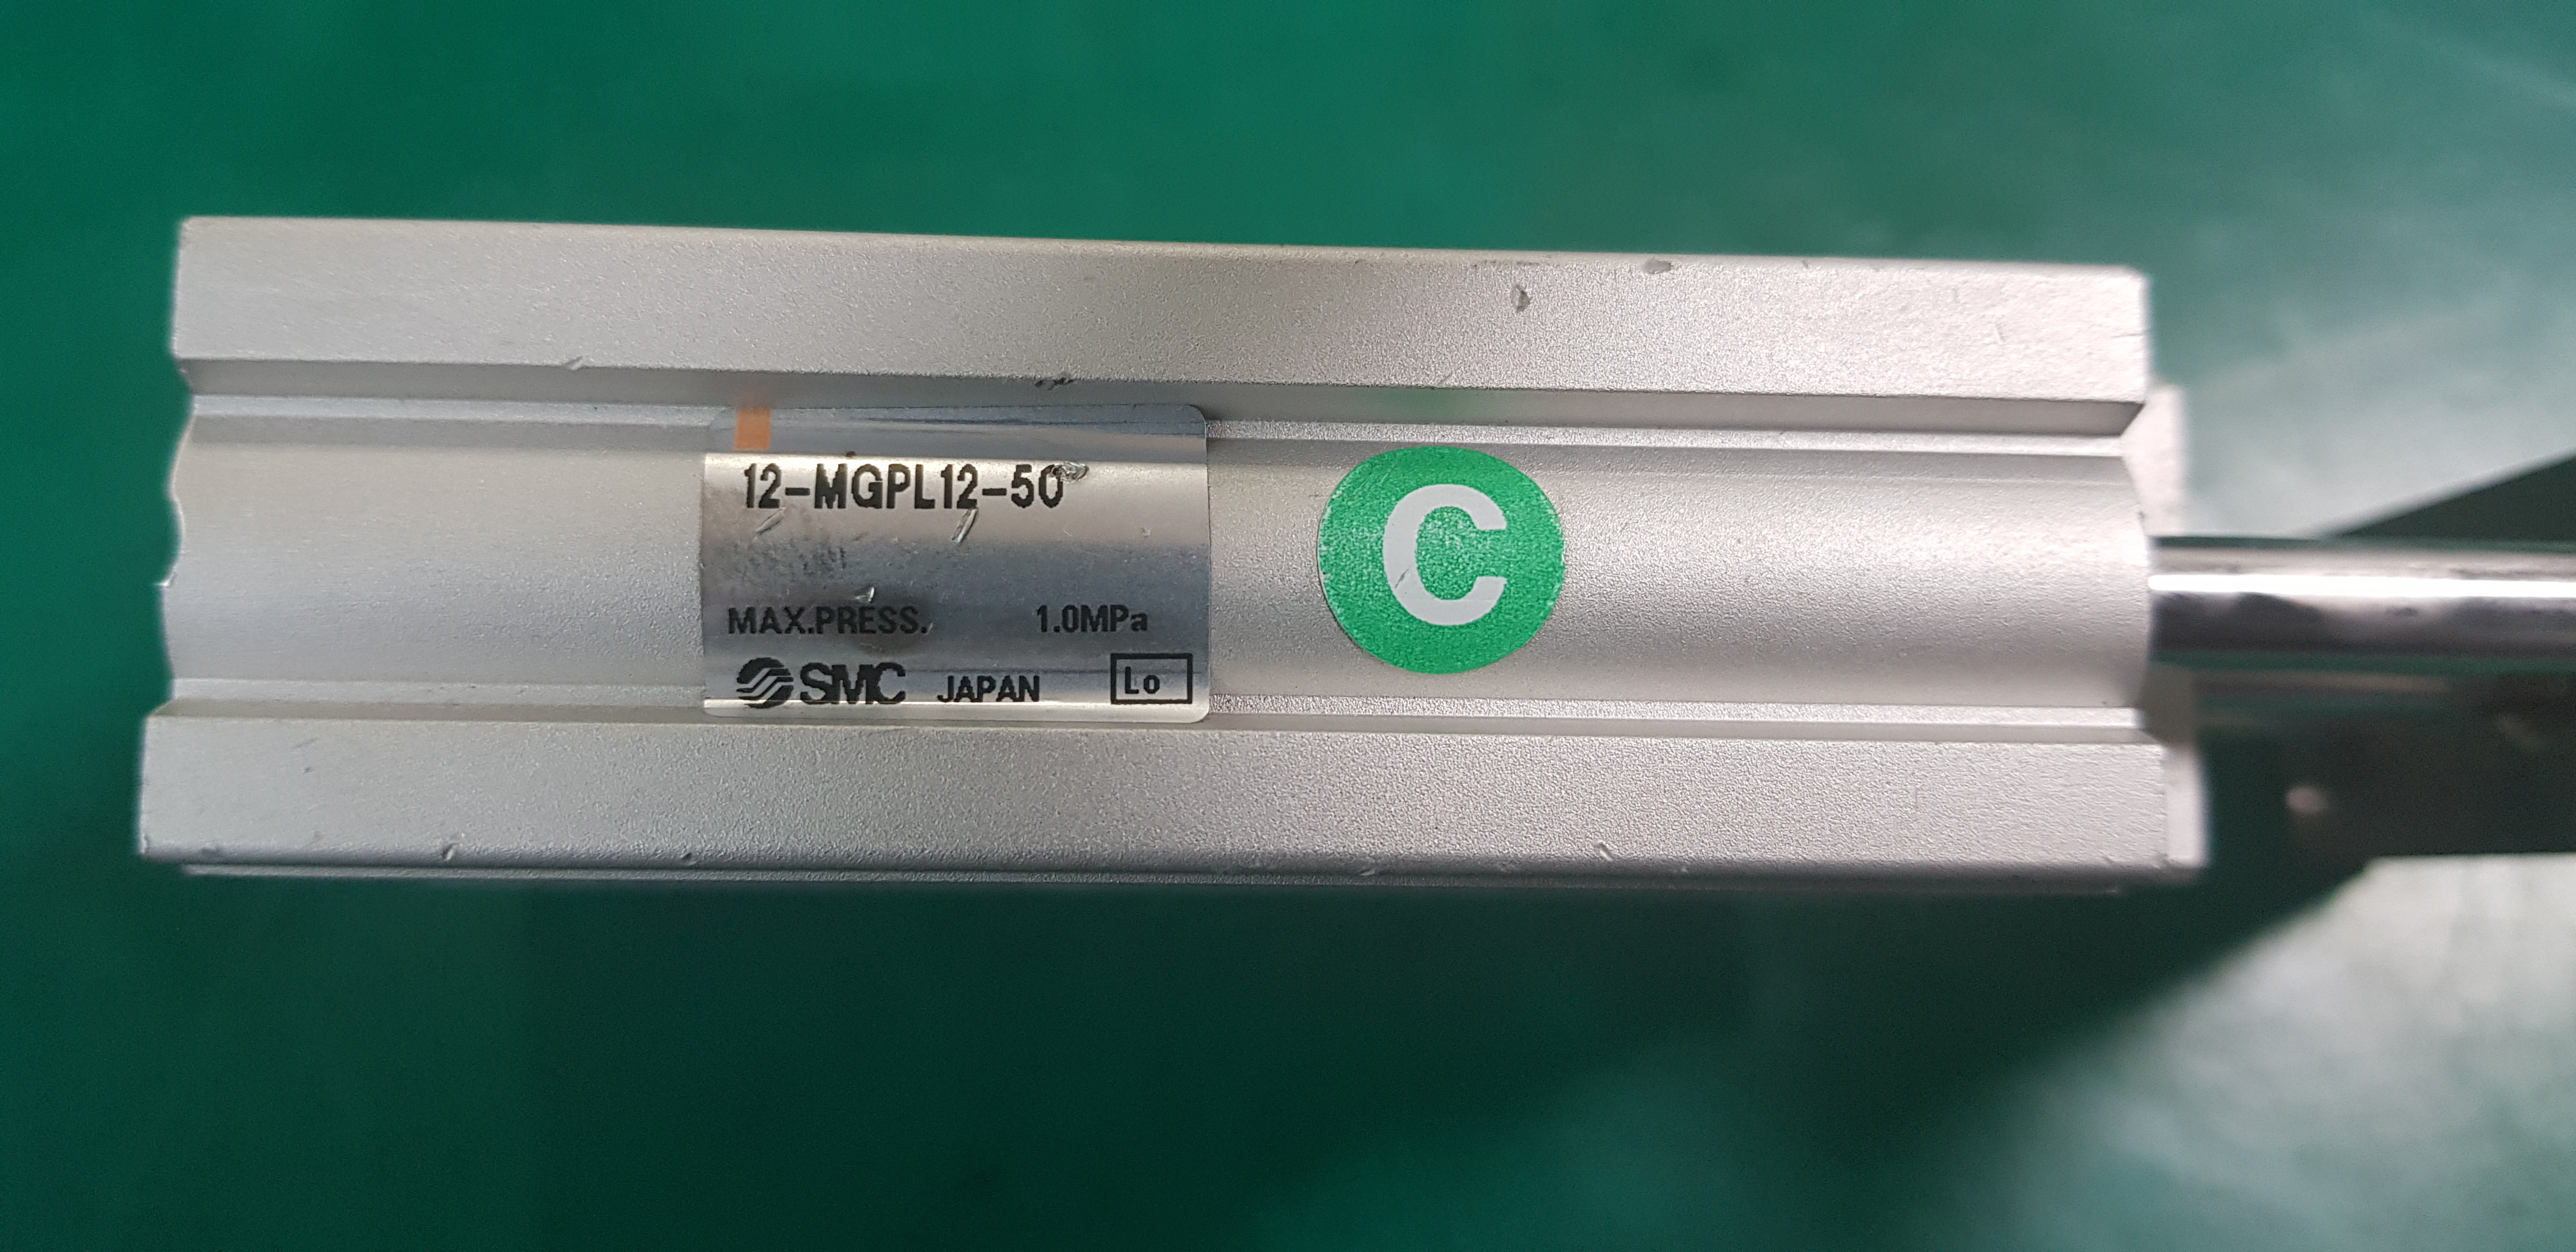 12-MGPL12-50
MAX.PRESS. 1.0MPa
SMC JAPAN Lo
C